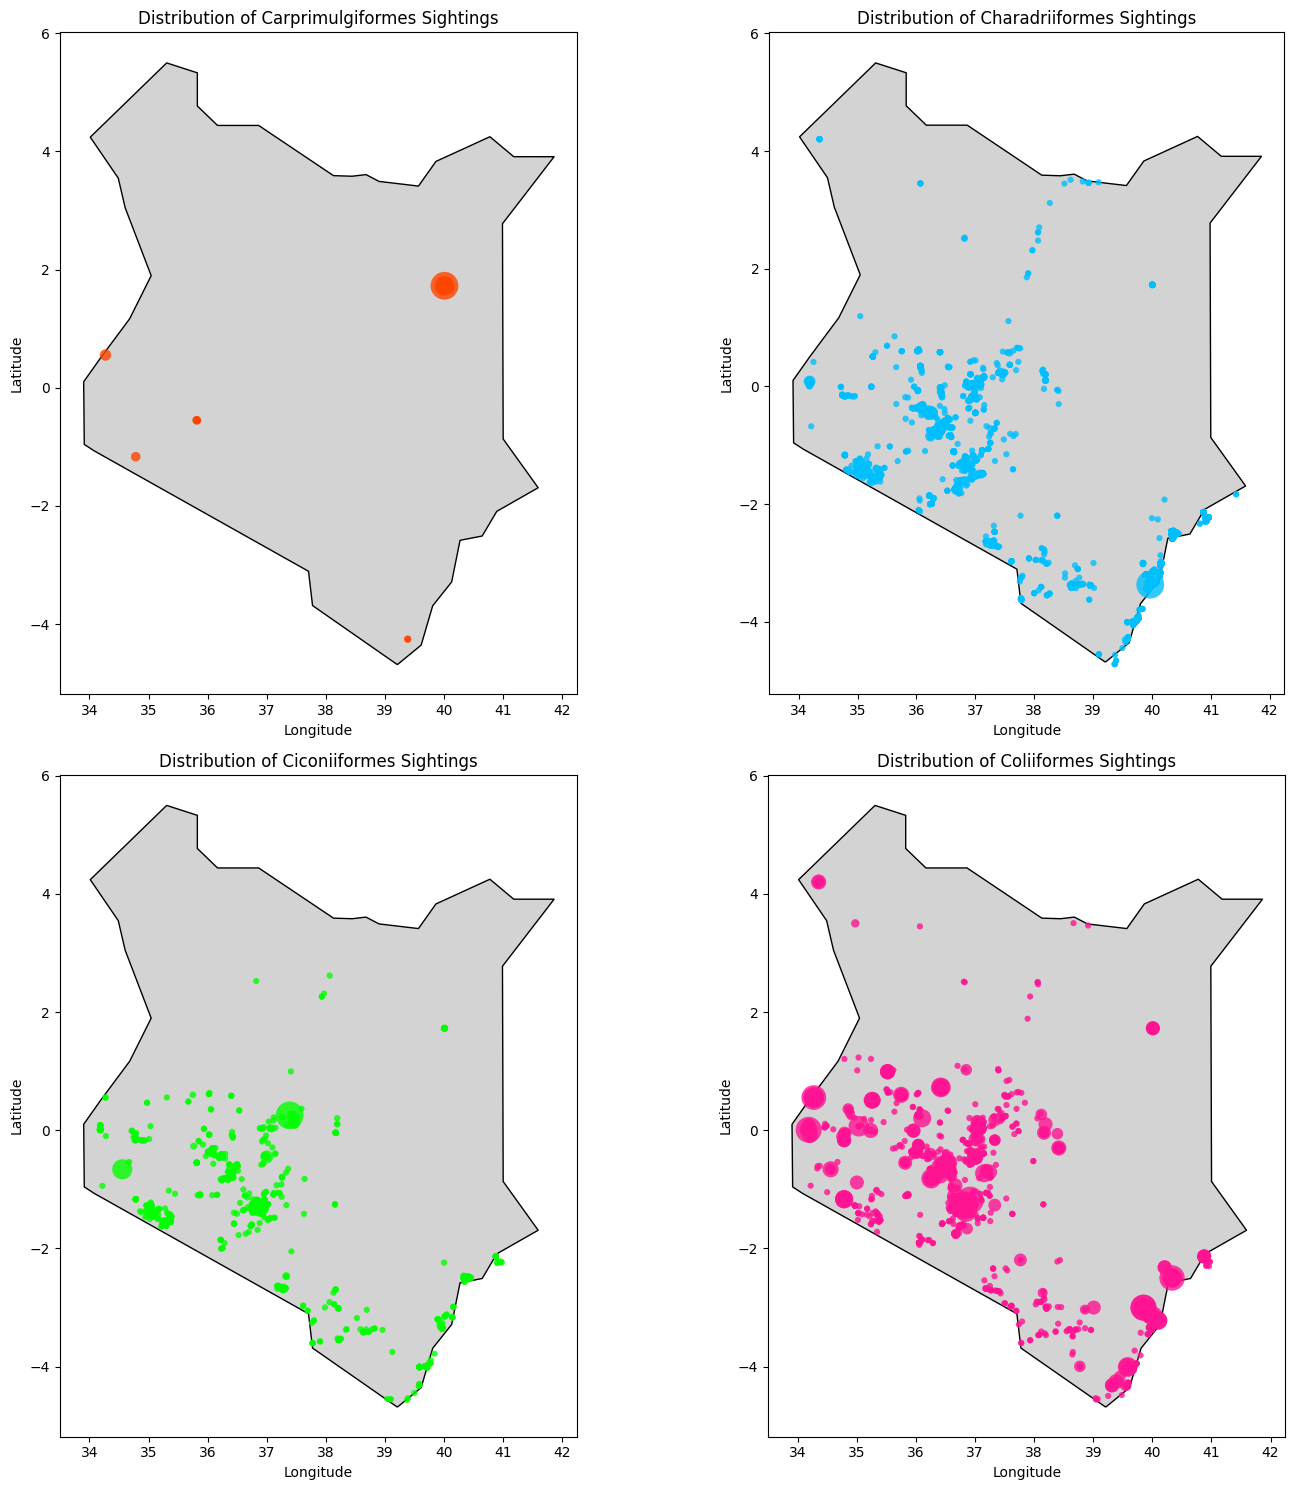 Distribution of Carprimulgiformes Sightings
6
4
2
0
−2
−4
Latitude
34 35 36 37 38 39 40 41 42
Longitude
Distribution of Charadriiformes Sightings
6
4
2
0
−2
−4
Latitude
34 35 36 37 38 39 40 41 42
Longitude
Distribution of Ciconiiformes Sightings
6
4
2
0
−2
−4
Latitude
34 35 36 37 38 39 40 41 42
Longitude
Distribution of Coliiformes Sightings
6
4
2
0
−2
−4
Latitude
34 35 36 37 38 39 40 41 42
Longitude